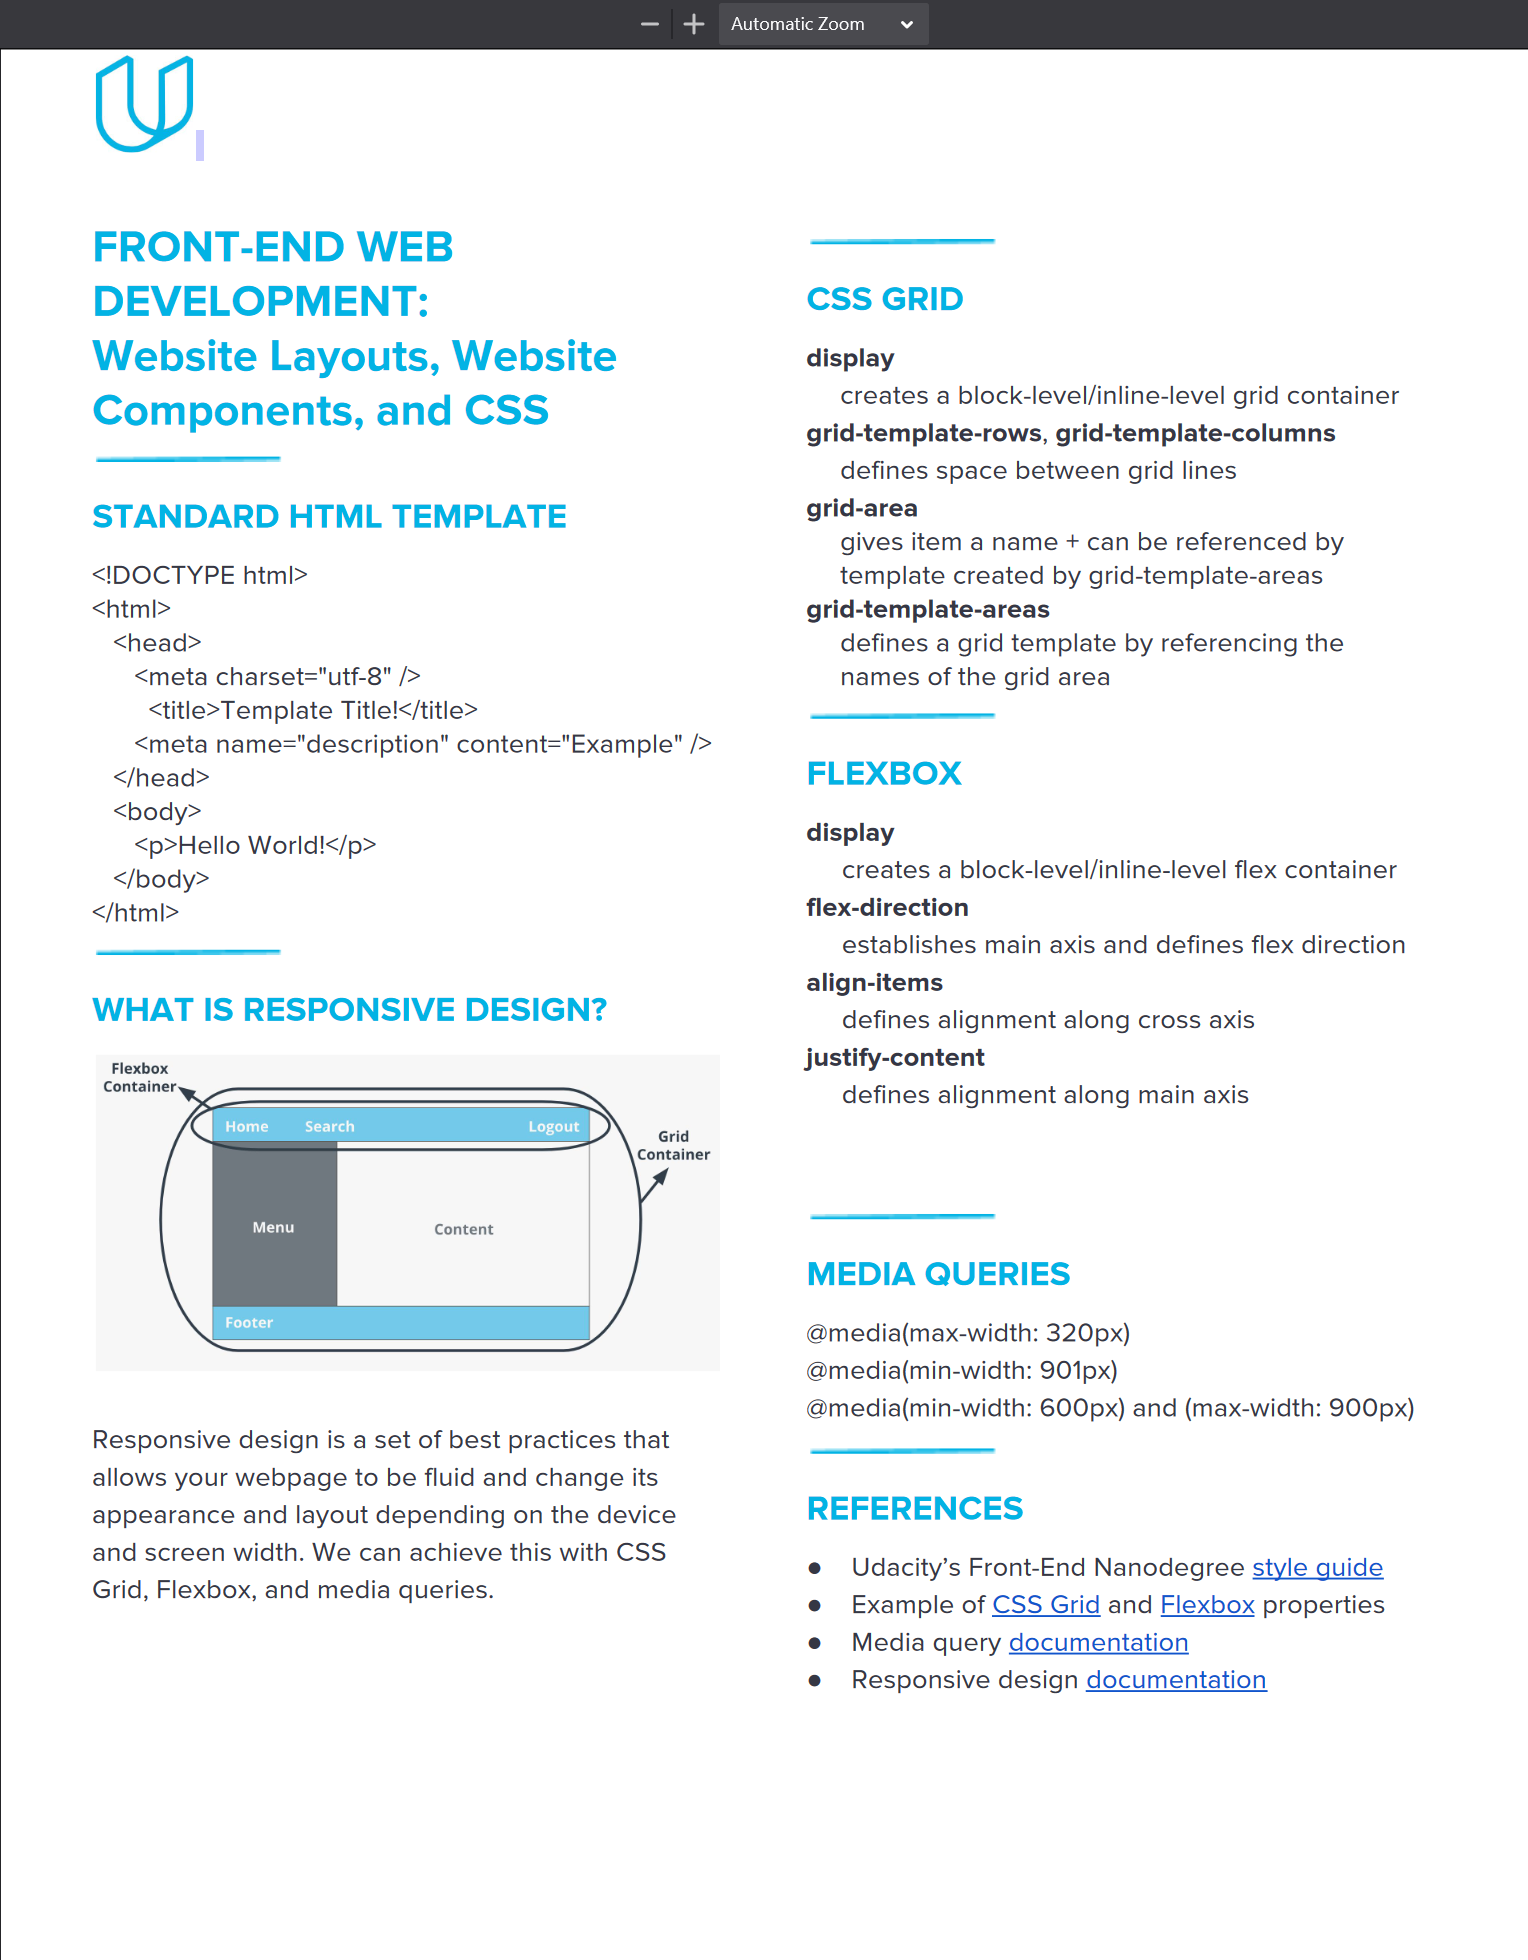 Automatic Zoom
FRONT-END WEB
DEVELOPMENT:
Website Layouts, Website
Components, and CSS
STANDARD HTML TEMPLATE
<!DOCTYPE html>
<html>
<head>
<meta charset="utf-8" />
<title>Template Title!</title>
<meta name="description" content="Example" />
</head>
<body>
<p>Hello World!</p>
</body>
</html>
WHAT IS RESPONSIVE DESIGN?
Flexbox
Container
Home Search Logout
Grid
Container
Menu
Content
Footer
Responsive design is a set of best practices that
allows your webpage to be fluid and change its
appearance and layout depending on the device
and screen width. We can achieve this with CSS
Grid, Flexbox, and media queries.
CSS GRID
display
creates a block-level/inline-level grid container
grid-template-rows, grid-template-columns
defines space between grid lines
grid-area
gives item a name + can be referenced by
template created by grid-template-areas
grid-template-areas
defines a grid template by referencing the
names of the grid area
FLEXBOX
display
creates a block-level/inline-level flex container
flex-direction
establishes main axis and defines flex direction
align-items
defines alignment along cross axis
justify-content
defines alignment along main axis
MEDIA QUERIES
@media(max-width: 320px)
@media(min-width: 901px)
@media(min-width: 600px) and (max-width: 900px)
REFERENCES
● Udacity’s Front-End Nanodegree style guide
● Example of CSS Grid and Flexbox properties
● Media query documentation
● Responsive design documentation